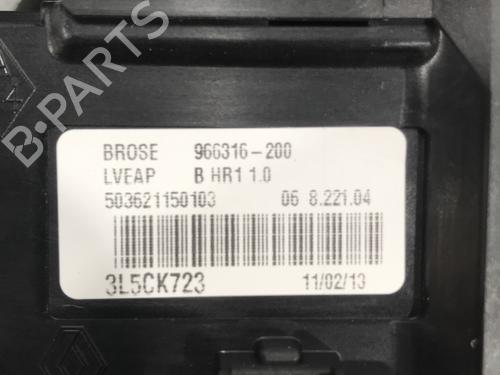 B-PARTS
BROSE 966316-200
LVEAP B HR1 1.0
503621150103 06 8.221.04
3L5CK723 11/02/13